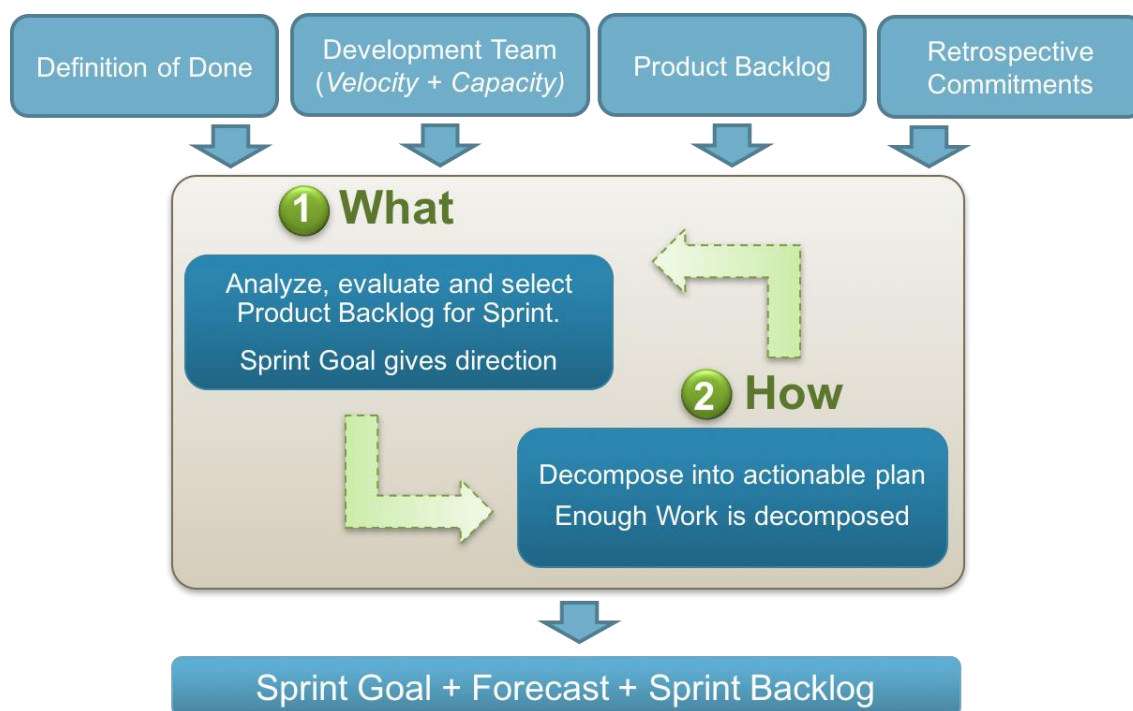 Definition of Done
Development Team
(Velocity + Capacity)
Product Backlog
Retrospective
Commitments
1 What
Analyze, evaluate and select
Product Backlog for Sprint.
Sprint Goal gives direction
2 How
Decompose into actionable plan
Enough Work is decomposed
Sprint Goal + Forecast + Sprint Backlog